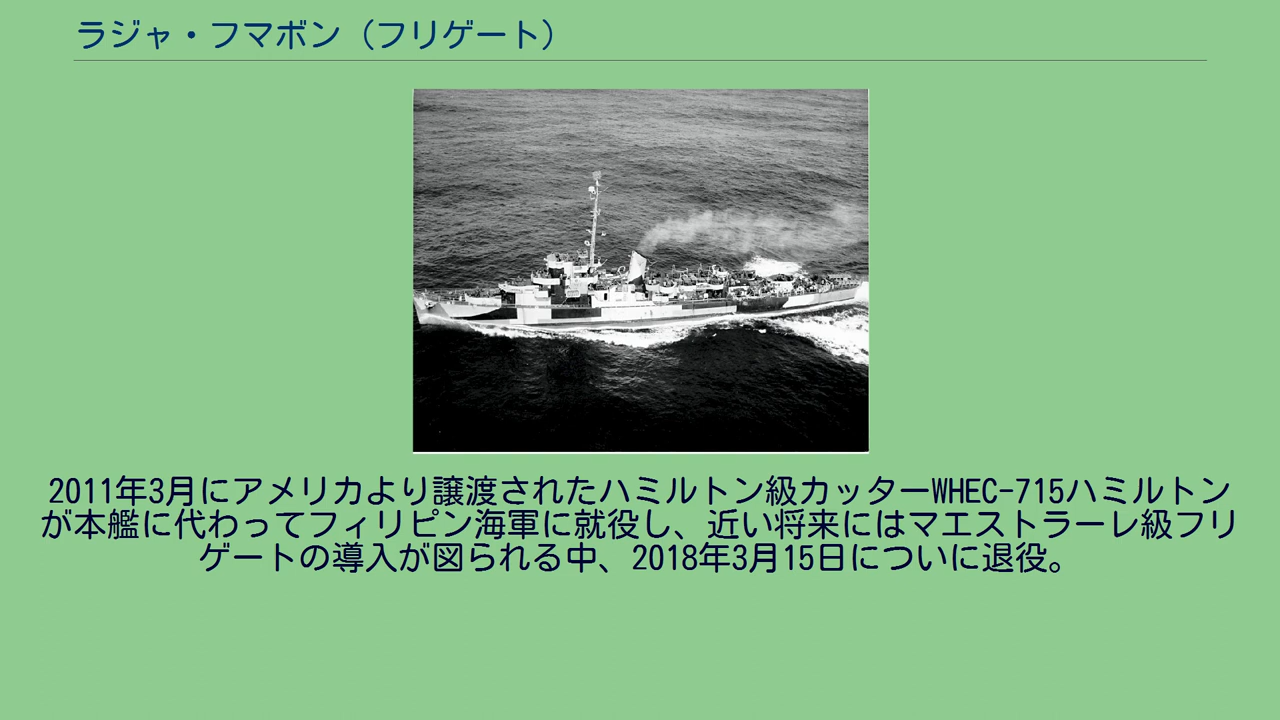 ラジャ・フマボン（フリゲート）
2011年3月にアメリカより譲渡されたハミルトン級カッターWHEC-715ハミルトン
が本艦に代わってフィリピン海軍に就役し、近い将来にはマエストラーレ級フリ
ゲートの導入が図られる中、2018年3月15日についに退役。